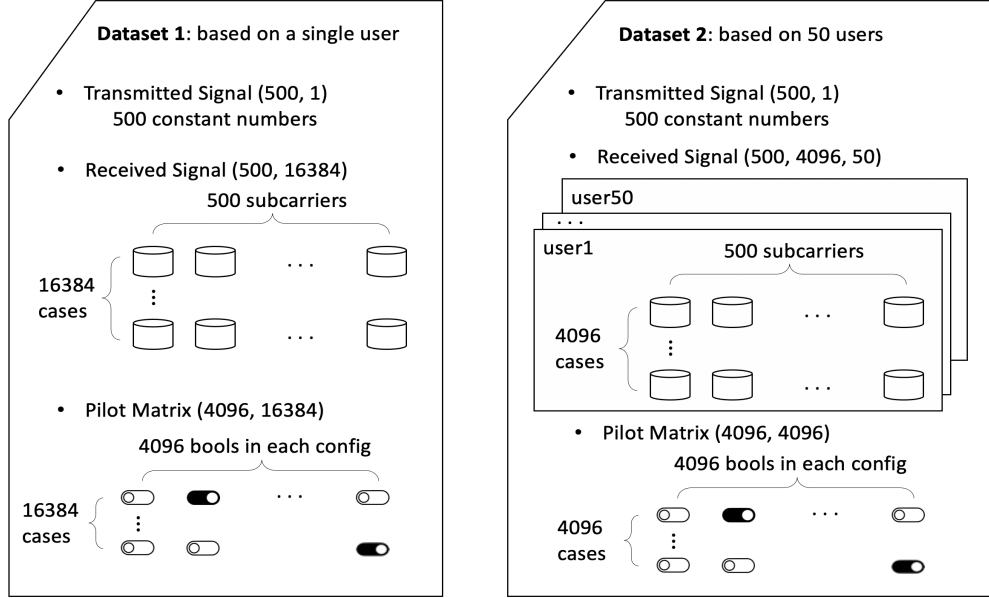 Dataset 1: based on a single user
• Transmitted Signal (500, 1)
500 constant numbers
• Received Signal (500, 16384)
500 subcarriers
16384
cases
. . .
. . .
• Pilot Matrix (4096, 16384)
4096 bools in each config
16384
cases
. . .
Dataset 2: based on 50 users
• Transmitted Signal (500, 1)
500 constant numbers
• Received Signal (500, 4096, 50)
user50
. . .
user1
500 subcarriers
4096
cases
. . .
. . .
• Pilot Matrix (4096, 4096)
4096 bools in each config
4096
cases
. . .